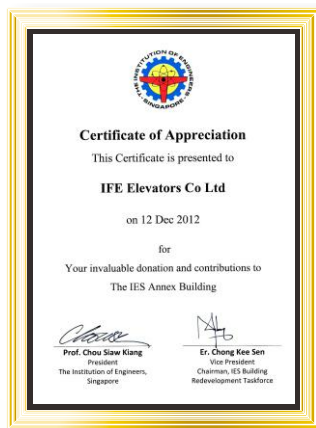 THE INSTITUTION OF ENGINEERS
SINGAPORE
Certificate of Appreciation
This Certificate is presented to
IFE Elevators Co Ltd
on 12 Dec 2012
for
Your invaluable donation and contributions to
The IES Annex Building
Prof. Chou Siaw Kiang
President
The Institution of Engineers,
Singapore
Er. Chong Kee Sen
Vice President
Chairman, IES Building
Redevelopment Taskforce